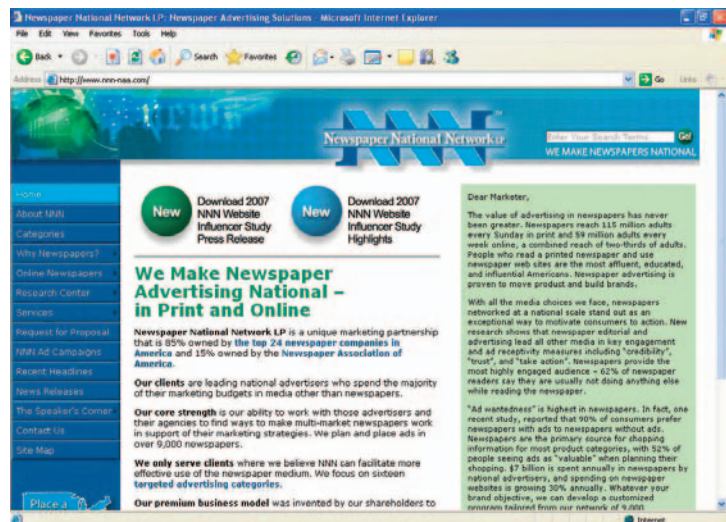 Newspaper National Network LP: Newspaper Advertising Solutions - Microsoft Internet Explorer
File Edit View Favorites Tools Help
Back Search Favorites
Address http://www.nnn-naa.com/ Go Links
news
NNN™
Newspaper National Network LP
Enter Your Search Terms Go!
WE MAKE NEWSPAPERS NATIONAL
Home
About NNN
Categories
Why Newspapers?
Online Newspapers
Research Center
Services
Request for Proposal
NNN Ad Campaigns
Recent Headlines
News Releases
The Speaker's Corner
Contact Us
Site Map
Place a
New
Download 2007
NNN Website
Influencer Study
Press Release
New
Download 2007
NNN Website
Influencer Study
Highlights
We Make Newspaper
Advertising National –
in Print and Online
Newspaper National Network LP is a unique marketing partnership
that is 85% owned by the top 24 newspaper companies in
America and 15% owned by the Newspaper Association of
America.
Our clients are leading national advertisers who spend the majority
of their marketing budgets in media other than newspapers.
Our core strength is our ability to work with those advertisers and
their agencies to find ways to make multi-market newspapers work
in support of their marketing strategies. We plan and place ads in
over 9,000 newspapers.
We only serve clients where we believe NNN can facilitate more
effective use of the newspaper medium. We focus on sixteen
targeted advertising categories.
Our premium business model was invented by our shareholders to
Dear Marketer,
The value of advertising in newspapers has never
been greater. Newspapers reach 115 million adults
every Sunday in print and 59 million adults every
week online, a combined reach of two-thirds of adults.
People who read a printed newspaper and use
newspaper web sites are the most affluent, educated,
and influential Americans. Newspaper advertising is
proven to move product and build brands.
With all the media choices we face, newspapers
networked at a national scale stand out as an
exceptional way to motivate consumers to action. New
research shows that newspaper editorial and
advertising lead all other media in key engagement
and ad receptivity measures including "credibility",
"trust", and "take action". Newspapers provide the
most highly engaged audience – 62% of newspaper
readers say they are usually not doing anything else
while reading the newspaper.
"Ad wantedness" is highest in newspapers. In fact, one
recent study, reported that 90% of consumers prefer
newspapers with ads to newspapers without ads.
Newspapers are the primary source for shopping
information for most product categories, with 52% of
people seeing ads as "valuable" when planning their
shopping. $7 billion is spent annually in newspapers by
national advertisers, and spending on newspaper
websites is growing 30% annually. Whatever your
brand objective, we can develop a customized
program tailored from our network of 9,000
Internet